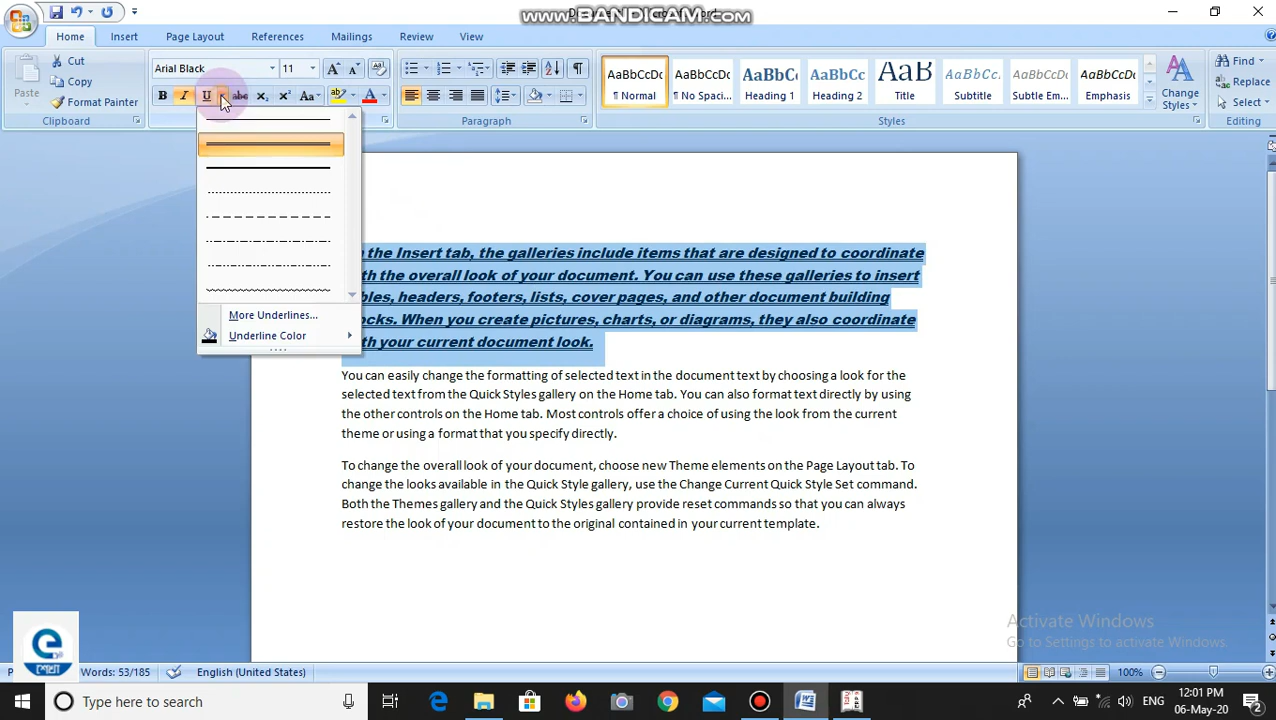 www.BANDICAM.com
Home
Insert
Page Layout
References
Mailings
Review
View
Cut
Copy
Paste
Format Painter
Clipboard
Arial Black
11
B I U abc X₂ X² Aa
Paragraph
AaBbCcDc
¶ Normal
AaBbCcDc
¶ No Spaci...
AaBbCc
Heading 1
AaBbCc
Heading 2
AaB
Title
AaBbCc
Subtitle
AaBbCcDc
Subtle Em...
AaBbCcDc
Emphasis
Change
Styles
Styles
Find
Replace
Select
Editing
More Underlines...
Underline Color
the Insert tab, the galleries include items that are designed to coordinate
the overall look of your document. You can use these galleries to insert
headers, footers, lists, cover pages, and other document building
When you create pictures, charts, or diagrams, they also coordinate
your current document look.
You can easily change the formatting of selected text in the document text by choosing a look for the
selected text from the Quick Styles gallery on the Home tab. You can also format text directly by using
the other controls on the Home tab. Most controls offer a choice of using the look from the current
theme or using a format that you specify directly.
To change the overall look of your document, choose new Theme elements on the Page Layout tab. To
change the looks available in the Quick Style gallery, use the Change Current Quick Style Set command.
Both the Themes gallery and the Quick Styles gallery provide reset commands so that you can always
restore the look of your document to the original contained in your current template.
Activate Windows
Go to Settings to activate Windows.
Words: 53/185
English (United States)
100%
Type here to search
ENG
12:01 PM
06-May-20
2